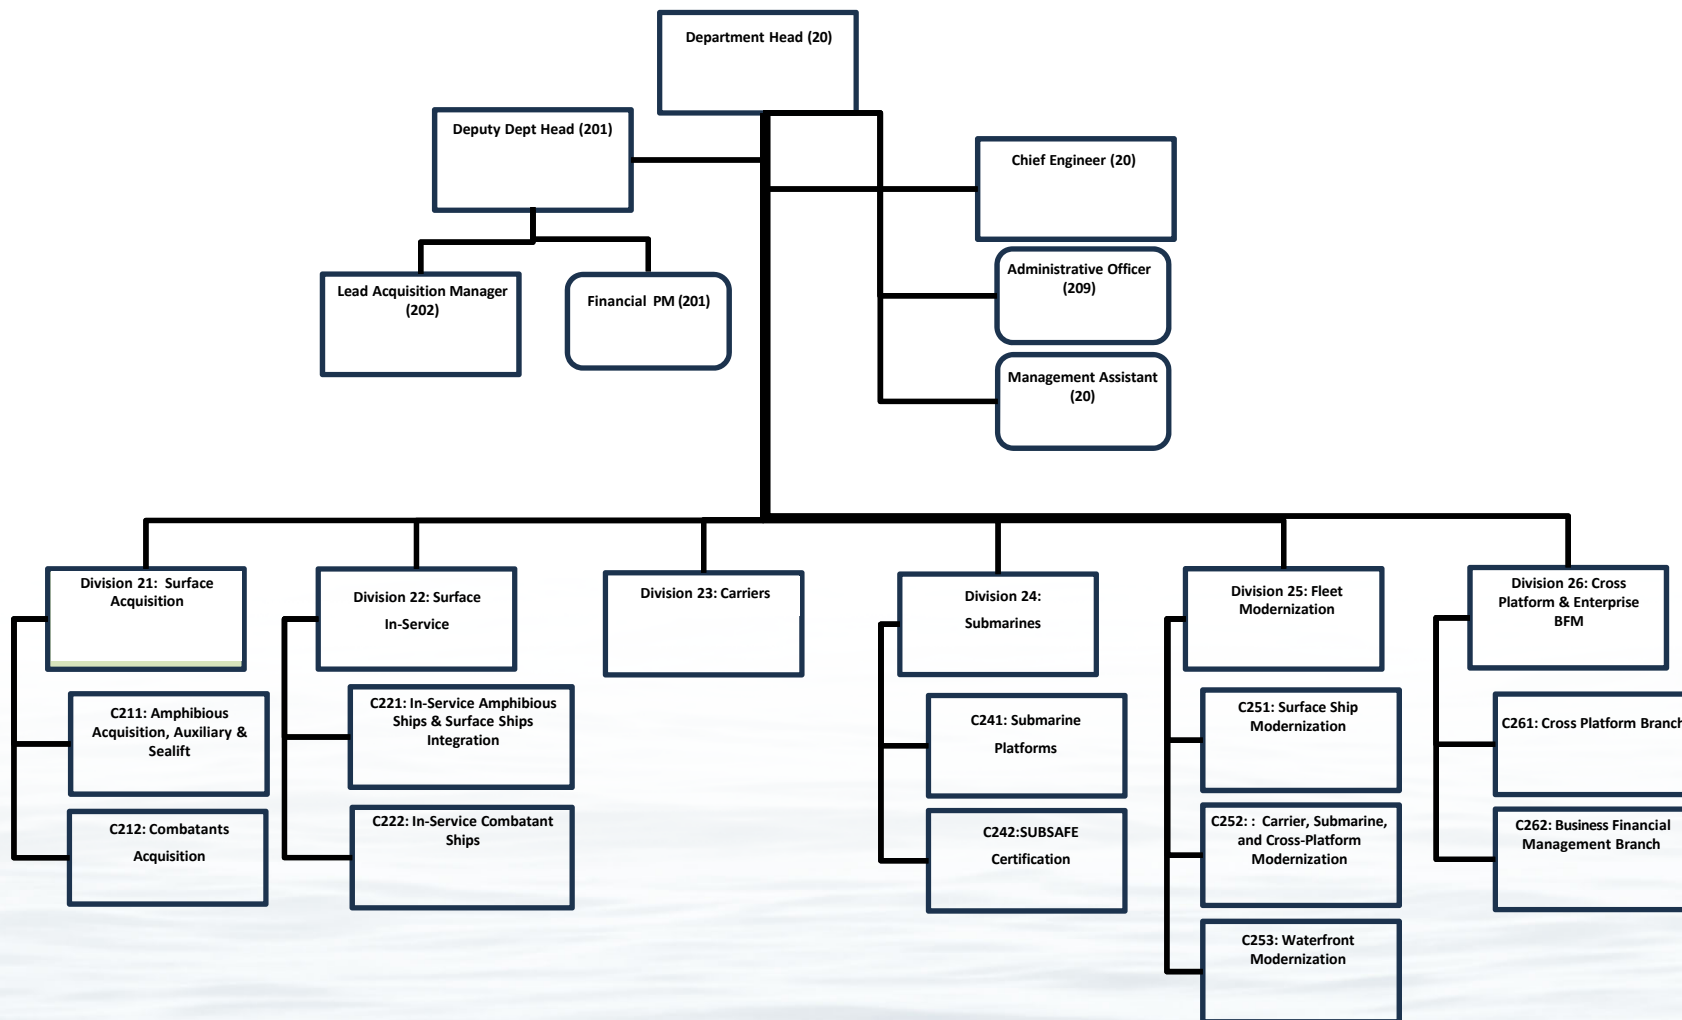 Department Head (20)
Deputy Dept Head (201)
Chief Engineer (20)
Administrative Officer
(209)
Lead Acquisition Manager
(202)
Financial PM (201)
Management Assistant
(20)
Division 21: Surface
Acquisition
Division 22: Surface
In-Service
Division 23: Carriers
Division 24:
Submarines
Division 25: Fleet
Modernization
Division 26: Cross
Platform & Enterprise
BFM
C211: Amphibious
Acquisition, Auxiliary &
Sealift
C221: In-Service Amphibious
Ships & Surface Ships
Integration
C241: Submarine
Platforms
C251: Surface Ship
Modernization
C261: Cross Platform Branch
C212: Combatants
Acquisition
C222: In-Service Combatant
Ships
C242:SUBSAFE
Certification
C252: : Carrier, Submarine,
and Cross-Platform
Modernization
C262: Business Financial
Management Branch
C253: Waterfront
Modernization